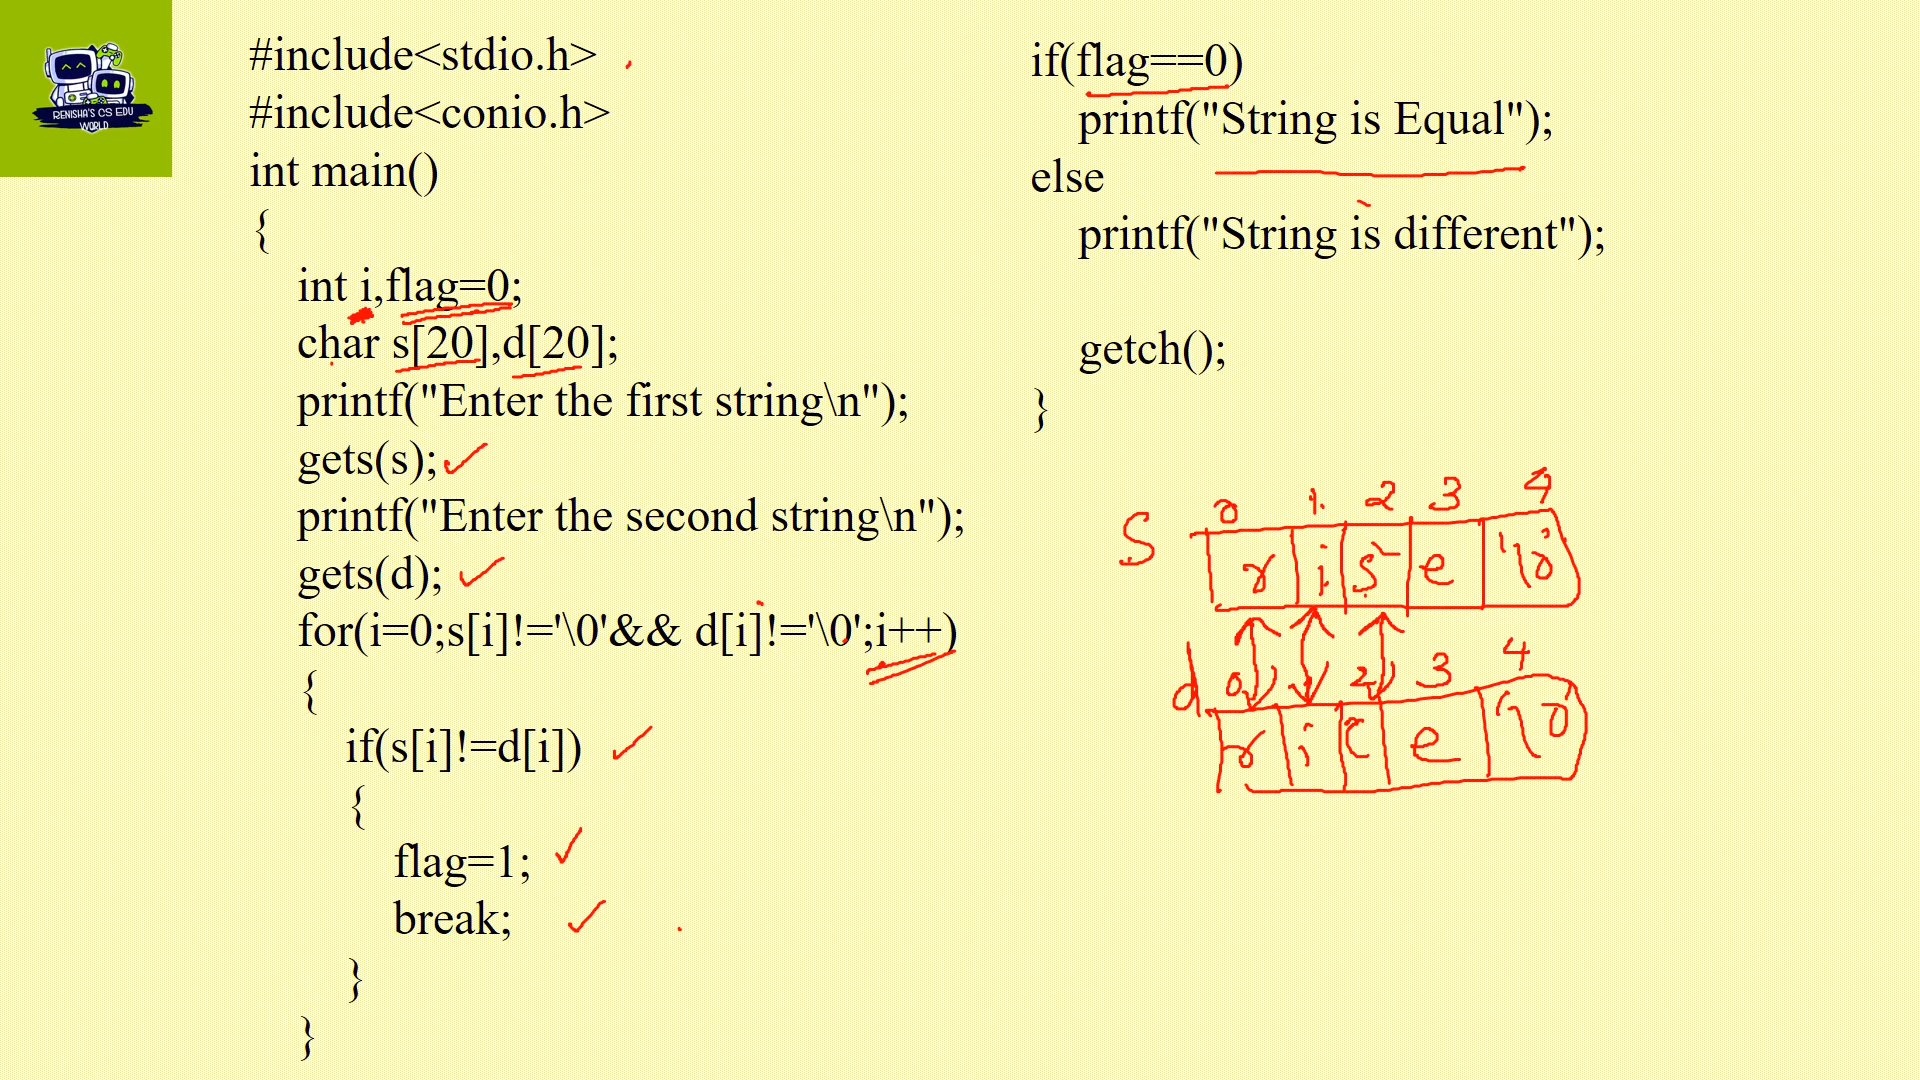 RENISHA'S CS EDU
WORLD
#include<stdio.h>
#include<conio.h>
int main()
{
int i,flag=0;
char s[20],d[20];
printf("Enter the first string\n");
gets(s);
printf("Enter the second string\n");
gets(d);
for(i=0;s[i]!='\0'&& d[i]!='\0';i++)
{
if(s[i]!=d[i])
{
flag=1;
break;
}
}
if(flag==0)
printf("String is Equal");
else
printf("String is different");
getch();
}
0 1 2 3 4
S r i s e '\0'
0 1 2 3 4
d r i c e '\0'